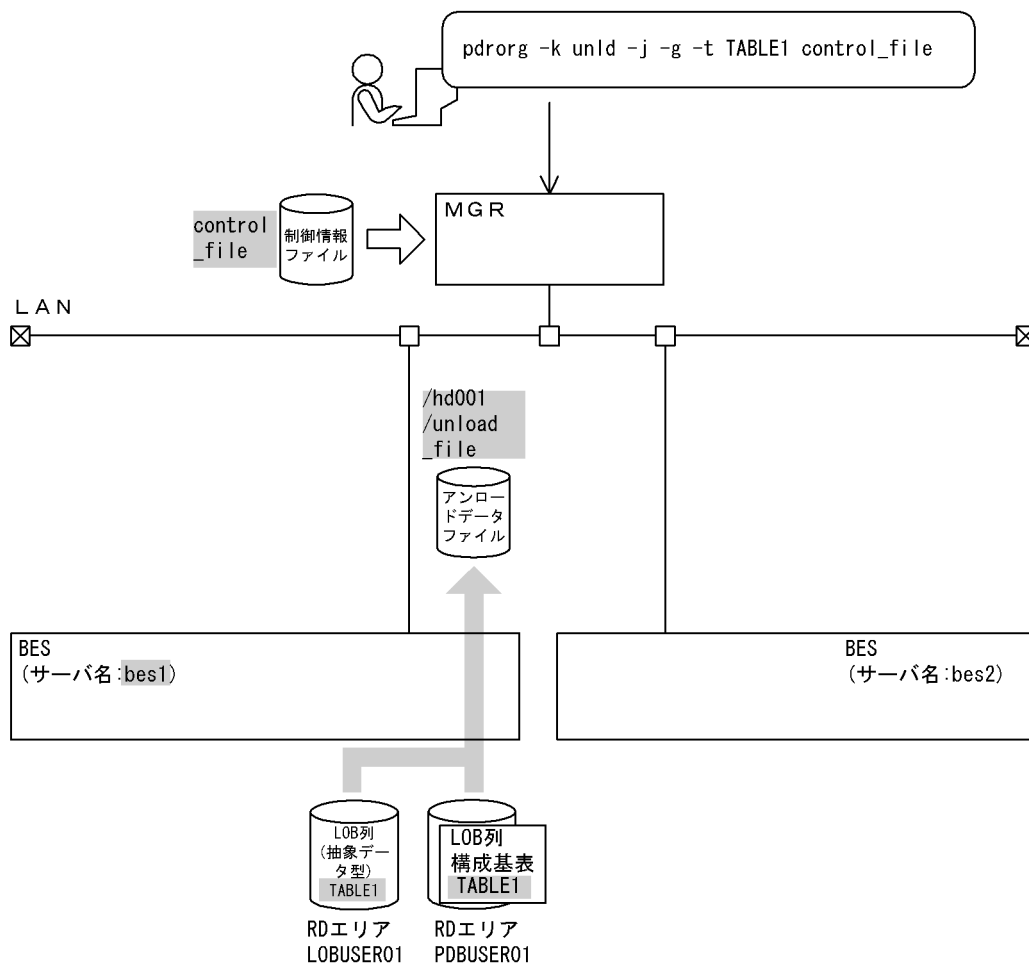 pdrorg -k unld -j -g -t TABLE1 control_file
MGR
control
_file
制御情報
ファイル
LAN
/hd001
/unload
_file
アンロー
ドデータ
ファイル
BES
(サーバ名:bes1)
BES
(サーバ名:bes2)
LOB列
(抽象デー
タ型)
TABLE1
LOB列
構成基表
TABLE1
RDエリア
LOBUSER01
RDエリア
PDBUSER01